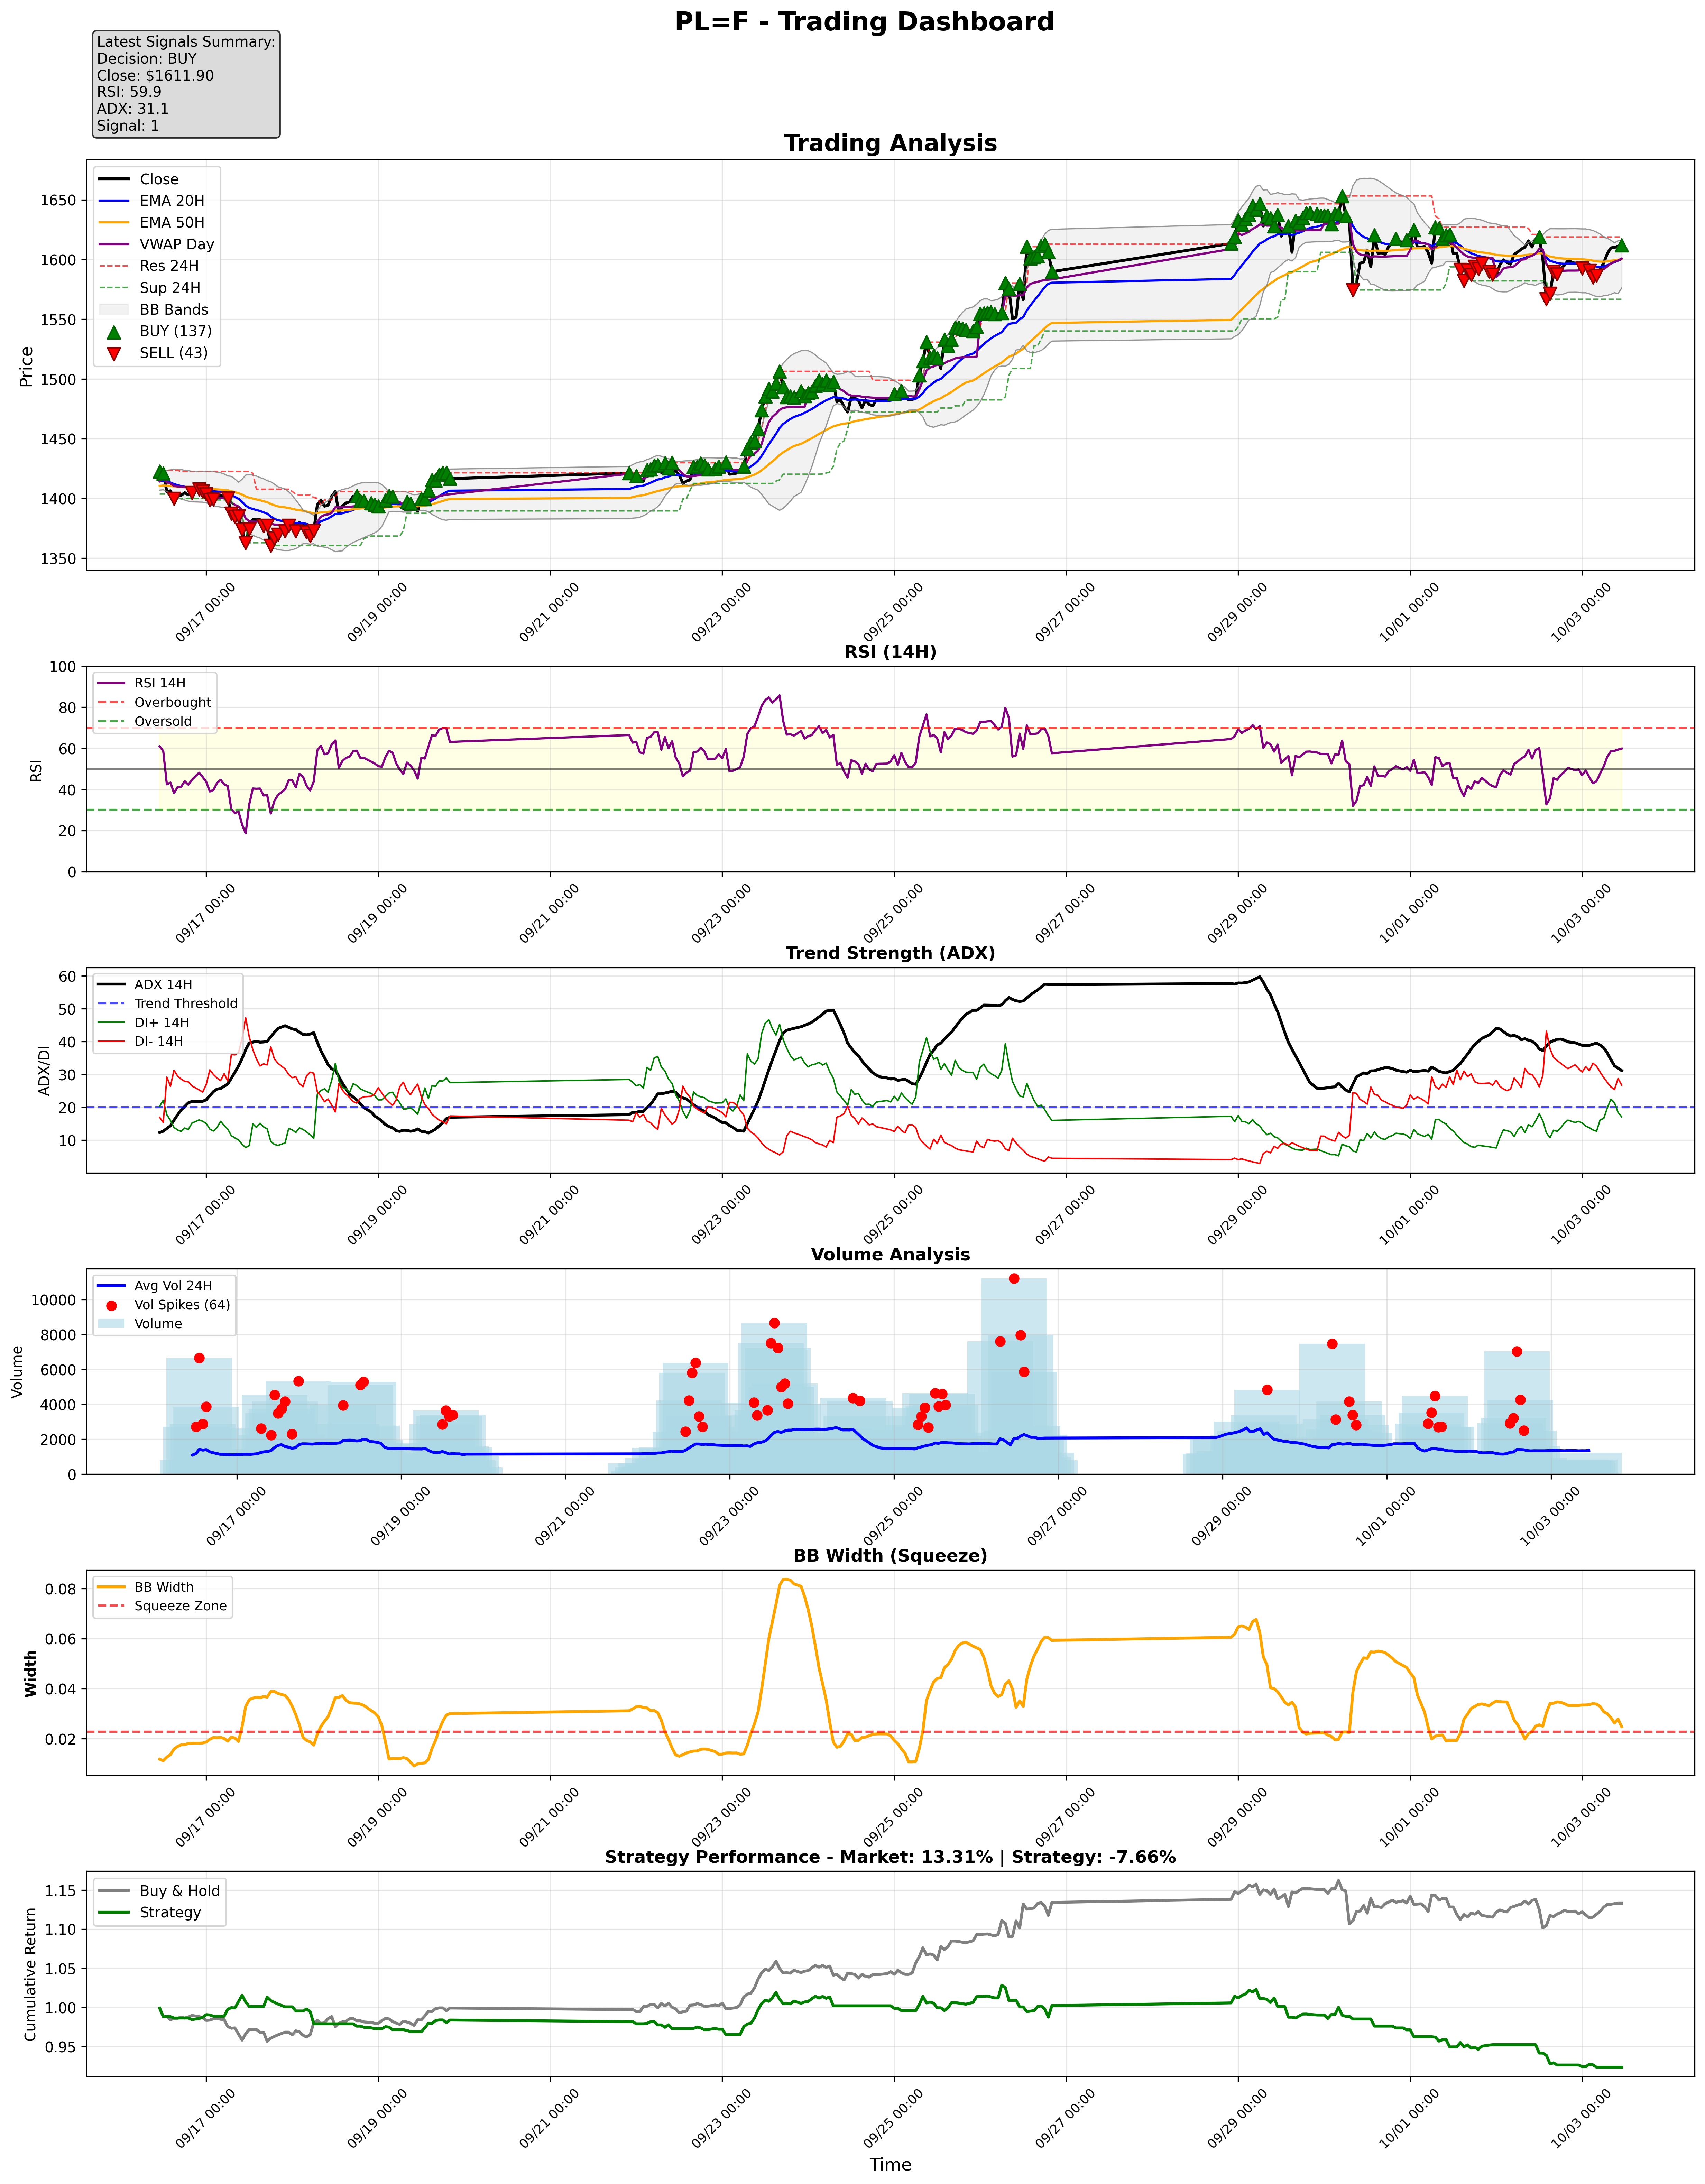 PL=F - Trading Dashboard
Latest Signals Summary:
Decision: BUY
Close: $1611.90
RSI: 59.9
ADX: 31.1
Signal: 1
Trading Analysis
Close
EMA 20H
EMA 50H
VWAP Day
Res 24H
Sup 24H
BB Bands
BUY (137)
SELL (43)
Price
1650
1600
1550
1500
1450
1400
1350
09/17 00:00
09/19 00:00
09/21 00:00
09/23 00:00
09/25 00:00
09/27 00:00
09/29 00:00
10/01 00:00
10/03 00:00
RSI (14H)
RSI 14H
Overbought
Oversold
RSI
100
80
60
40
20
0
09/17 00:00
09/19 00:00
09/21 00:00
09/23 00:00
09/25 00:00
09/27 00:00
09/29 00:00
10/01 00:00
10/03 00:00
Trend Strength (ADX)
ADX 14H
Trend Threshold
DI+ 14H
DI- 14H
ADX/DI
60
50
40
30
20
10
09/17 00:00
09/19 00:00
09/21 00:00
09/23 00:00
09/25 00:00
09/27 00:00
09/29 00:00
10/01 00:00
10/03 00:00
Volume Analysis
Avg Vol 24H
Vol Spikes (64)
Volume
Volume
10000
8000
6000
4000
2000
0
09/17 00:00
09/19 00:00
09/21 00:00
09/23 00:00
09/25 00:00
09/27 00:00
09/29 00:00
10/01 00:00
10/03 00:00
BB Width (Squeeze)
BB Width
Squeeze Zone
Width
0.08
0.06
0.04
0.02
09/17 00:00
09/19 00:00
09/21 00:00
09/23 00:00
09/25 00:00
09/27 00:00
09/29 00:00
10/01 00:00
10/03 00:00
Strategy Performance - Market: 13.31% | Strategy: -7.66%
Buy & Hold
Strategy
Cumulative Return
1.15
1.10
1.05
1.00
0.95
09/17 00:00
09/19 00:00
09/21 00:00
09/23 00:00
09/25 00:00
09/27 00:00
09/29 00:00
10/01 00:00
10/03 00:00
Time